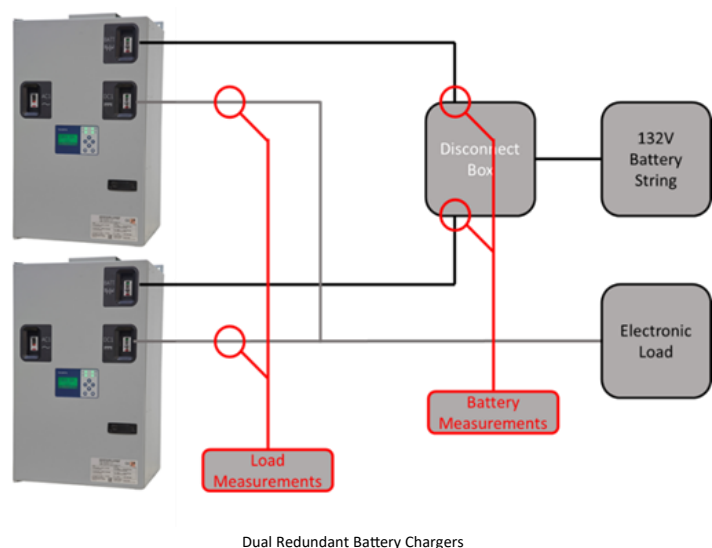 Disconnect
Box
132V
Battery
String
Electronic
Load
Battery
Measurements
Load
Measurements
Dual Redundant Battery Chargers